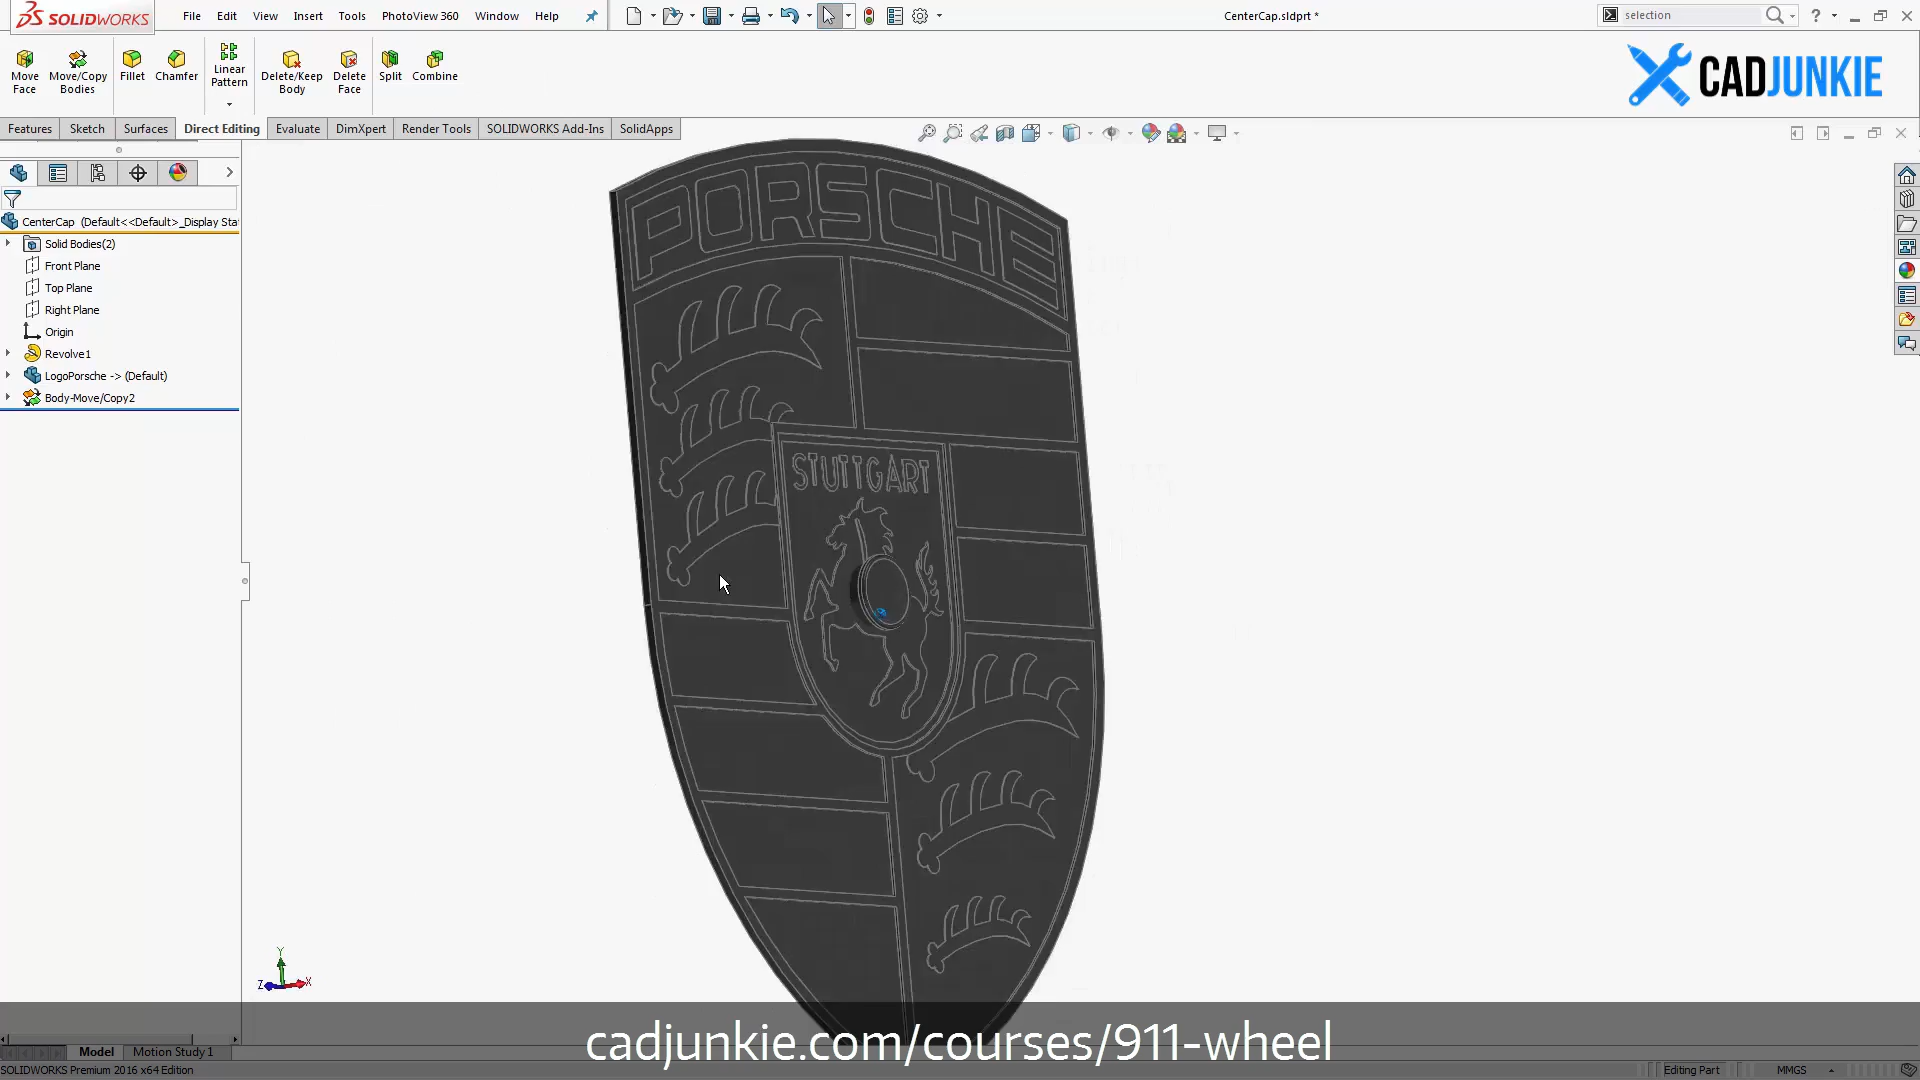 SOLIDWORKS
File Edit View Insert Tools PhotoView 360 Window Help
CenterCap.sldprt *
selection
Move Face
Move/Copy Bodies
Fillet
Chamfer
Linear Pattern
Delete/Keep Body
Delete Face
Split
Combine
CADJUNKIE
Features Sketch Surfaces Direct Editing Evaluate DimXpert Render Tools SOLIDWORKS Add-Ins SolidApps
CenterCap (Default<<Default>_Display Sta
Solid Bodies(2)
Front Plane
Top Plane
Right Plane
Origin
Revolve1
LogoPorsche -> (Default)
Body-Move/Copy2
PORSCHE
STUTTGART
Y
Z
X
cadjunkie.com/courses/911-wheel
Model Motion Study 1
SOLIDWORKS Premium 2016 x64 Edition
Editing Part
MMGS